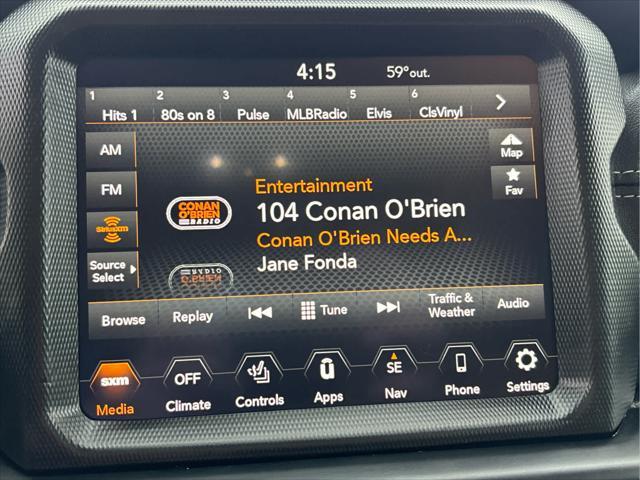 4:15 59°out.
1 2 3 4 5 6
Hits 1 80s on 8 Pulse MLBRadio Elvis ClsVinyl
AM
Map
FM
Fav
Entertainment
CONAN
O'BRIEN
RADIO
104 Conan O'Brien
SiriusXM
Conan O'Brien Needs A...
Source
Select
Jane Fonda
Browse Replay Tune Traffic &
Weather Audio
sxm OFF SE
Media Climate Controls Apps Nav Phone Settings